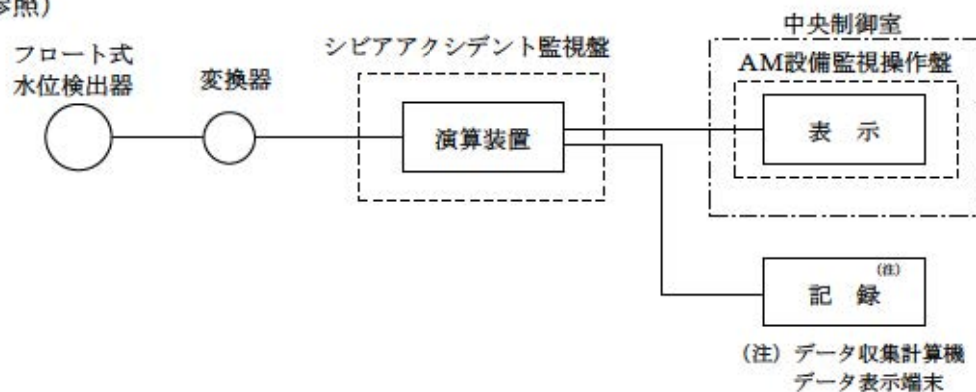 参照）
中央制御室
シビアアクシデント監視盤
フロート式
水位検出器
変換器
AM設備監視操作盤
演算装置
表 示
記 録 (注)
(注) データ収集計算機
データ表示端末